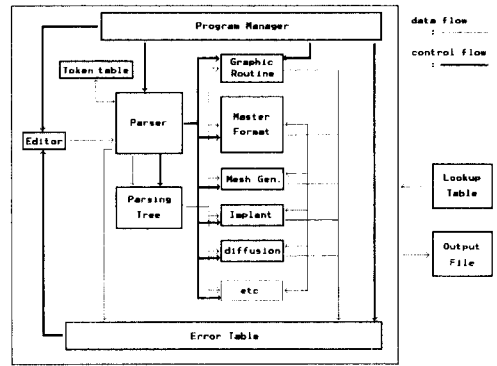 Program Manager
data flow
:
control flow
:
Token table
Graphic
Routine
Parser
Master
Format
Editor
Mesh Gen.
Lookup
Table
Parsing
Tree
Implant
diffusion
Output
File
etc
Error Table